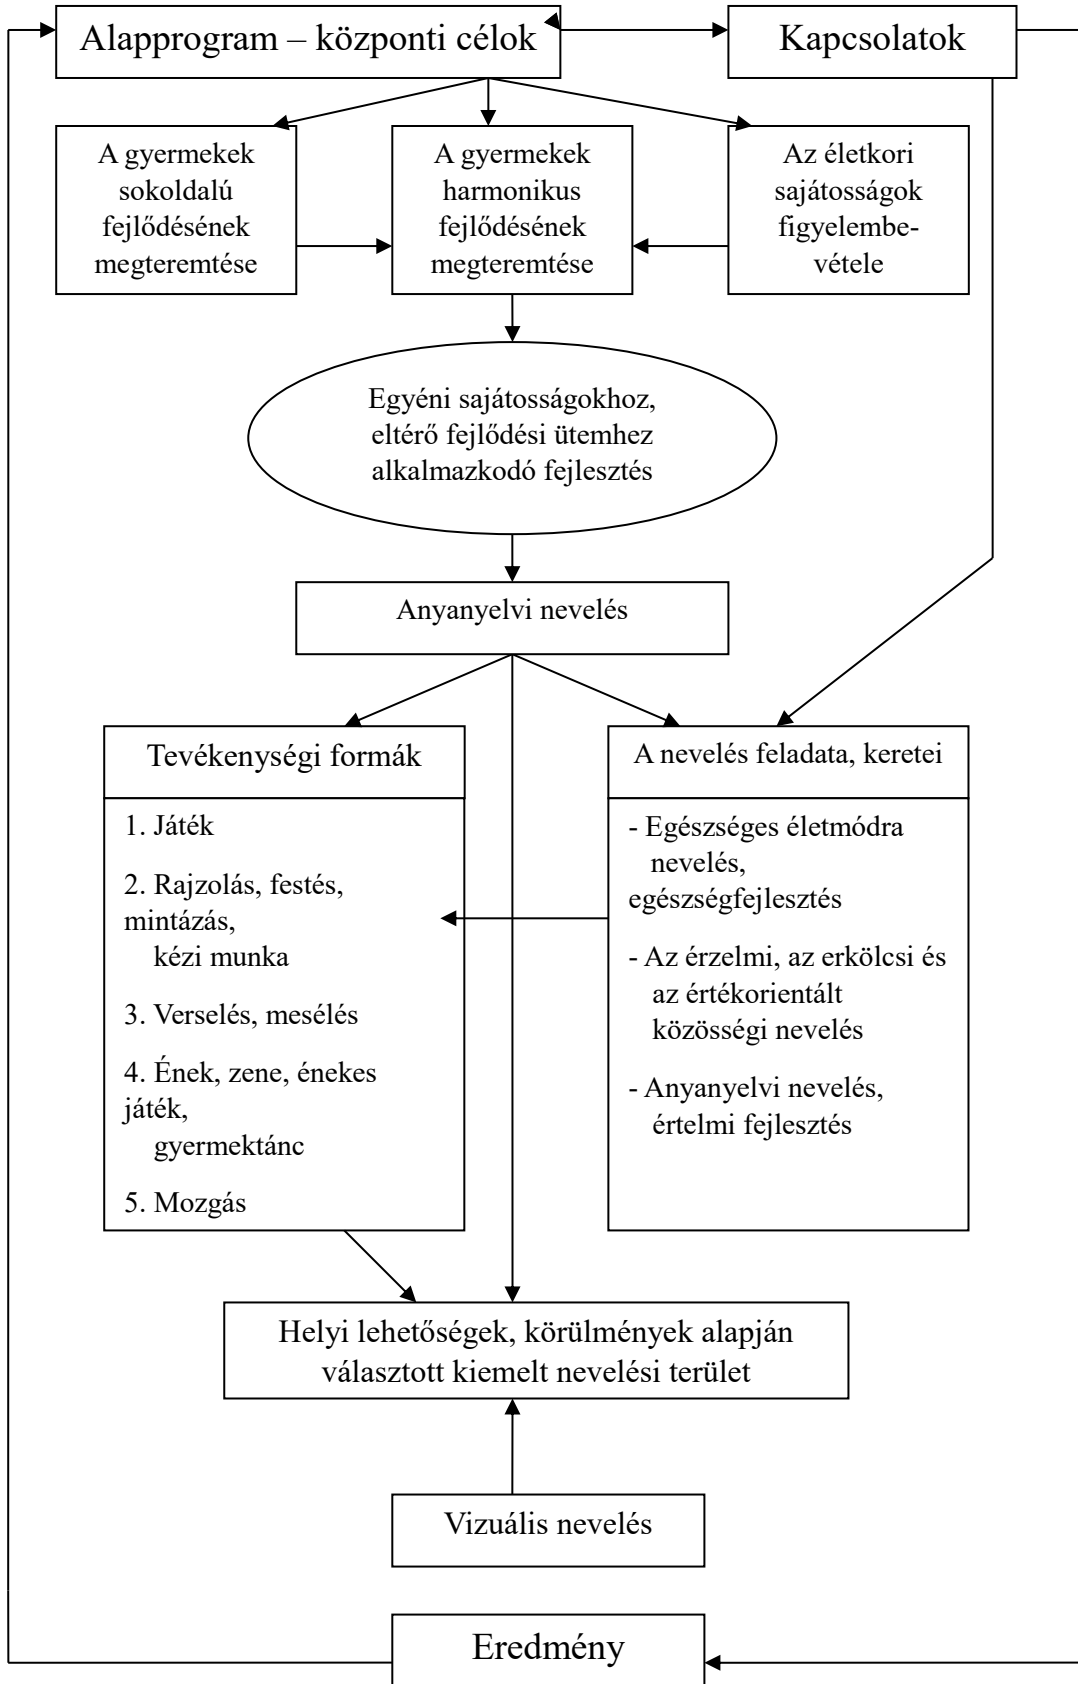 Alapprogram – központi célok
Kapcsolatok
A gyermekek
sokoldalú
fejlődésének
megteremtése
A gyermekek
harmonikus
fejlődésének
megteremtése
Az életkori
sajátosságok
figyelembe-
vétele
Egyéni sajátosságokhoz,
eltérő fejlődési ütemhez
alkalmazkodó fejlesztés
Anyanyelvi nevelés
Tevékenységi formák
1. Játék
2. Rajzolás, festés,
mintázás,
kézi munka
3. Verselés, mesélés
4. Ének, zene, énekes
játék,
gyermektánc
5. Mozgás
A nevelés feladata, keretei
- Egészséges életmódra
nevelés,
egészségfejlesztés
- Az érzelmi, az erkölcsi és
az értékorientált
közösségi nevelés
- Anyanyelvi nevelés,
értelmi fejlesztés
Helyi lehetőségek, körülmények alapján
választott kiemelt nevelési terület
Vizuális nevelés
Eredmény